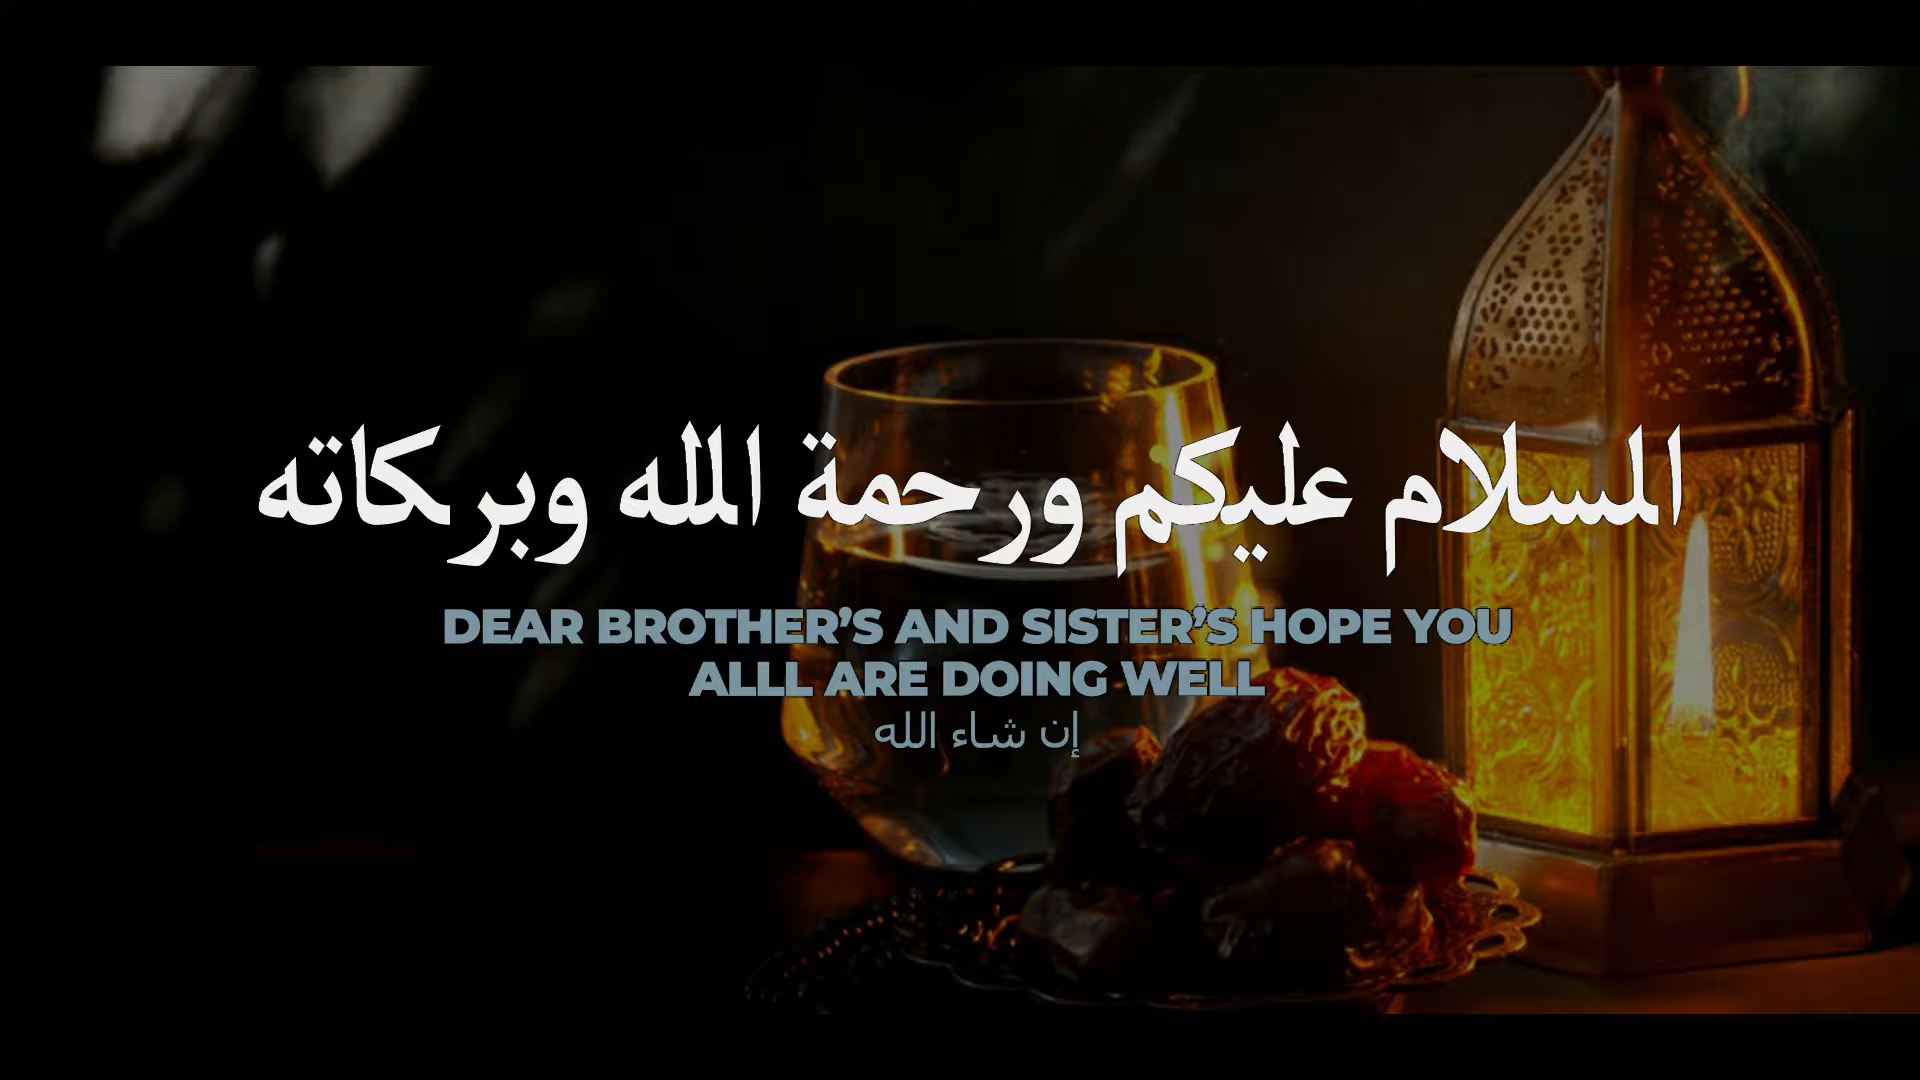 السلام عليكم ورحمة الله وبركاته
DEAR BROTHER’S AND SISTER’S HOPE YOU
ALLL ARE DOING WELL
إن شاء الله